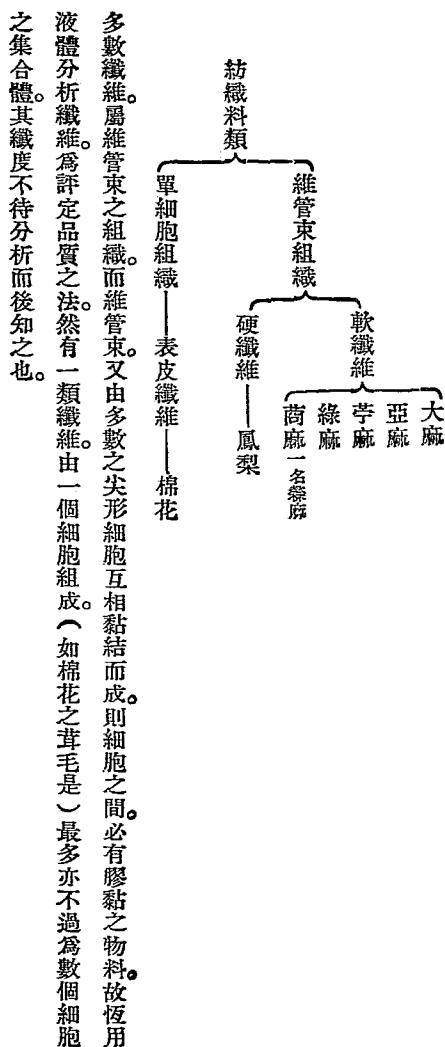 紡織料類
維管束組織
軟纖維
大麻
亞麻
苧麻
綠麻
苘麻一名檾麻
硬纖維——鳳梨
單細胞組織——表皮纖維——棉花
多數纖維。屬維管束之組織。而維管束。又由多數之尖形細胞互相黏結而成。則細胞之間。必有膠黏之物料。故恆用
液體分析纖維。爲評定品質之法。然有一類纖維。由一個細胞組成。(如棉花之茸毛是)最多亦不過爲數個細胞
之集合體。其纖度不待分析而後知之也。